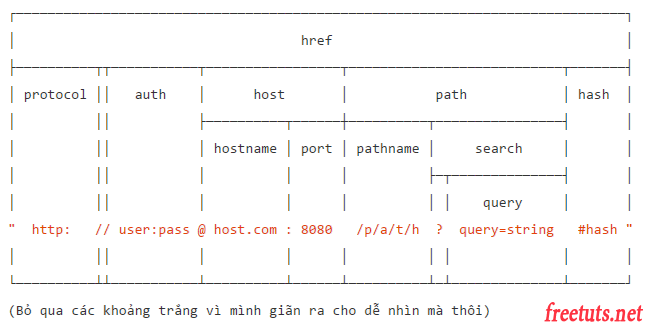 href
protocol auth host path hash
hostname port pathname search
query
" http: // user:pass @ host.com : 8080 /p/a/t/h ? query=string #hash "
(Bỏ qua các khoảng trắng vì mình giãn ra cho dễ nhìn mà thôi)
freetuts.net